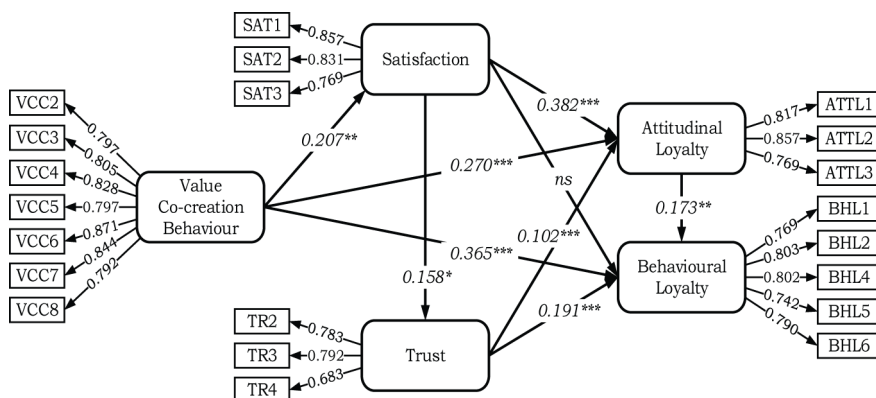 SAT1
SAT2
SAT3
0.857
0.831
0.769
Satisfaction
VCC2
VCC3
VCC4
VCC5
VCC6
VCC7
VCC8
0.797
0.805
0.828
0.797
0.871
0.844
0.792
Value
Co-creation
Behaviour
0.207**
0.382***
0.270***
ns
0.102***
0.365***
0.158*
0.191***
0.173**
Attitudinal
Loyalty
0.817
0.857
0.769
ATTL1
ATTL2
ATTL3
Behavioural
Loyalty
0.769
0.803
0.802
0.742
0.790
BHL1
BHL2
BHL4
BHL5
BHL6
TR2
TR3
TR4
0.783
0.792
0.683
Trust